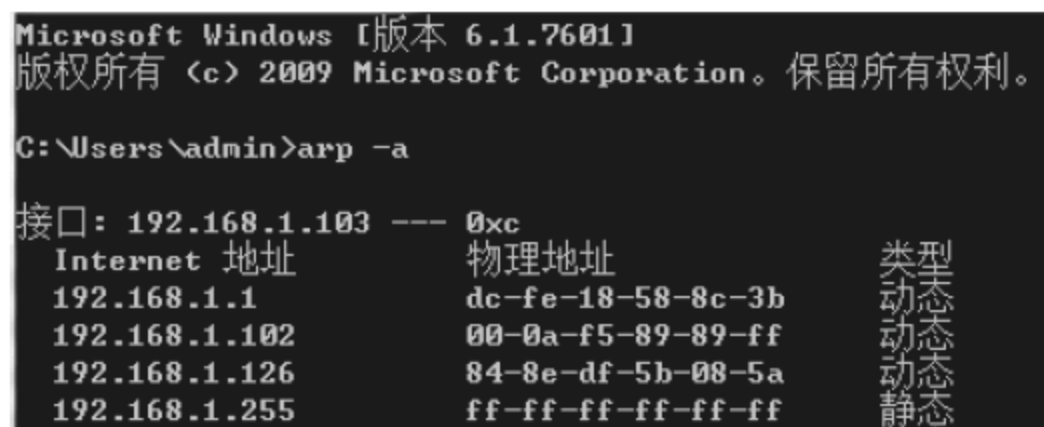 Microsoft Windows [版本 6.1.7601]
版权所有 (c) 2009 Microsoft Corporation。保留所有权利。
C:\Users\admin>arp -a
接口: 192.168.1.103 --- 0xc
Internet 地址 物理地址 类型
192.168.1.1 dc-fe-18-58-8c-3b 动态
192.168.1.102 00-0a-f5-89-89-ff 动态
192.168.1.126 84-8e-df-5b-08-5a 动态
192.168.1.255 ff-ff-ff-ff-ff-ff 静态